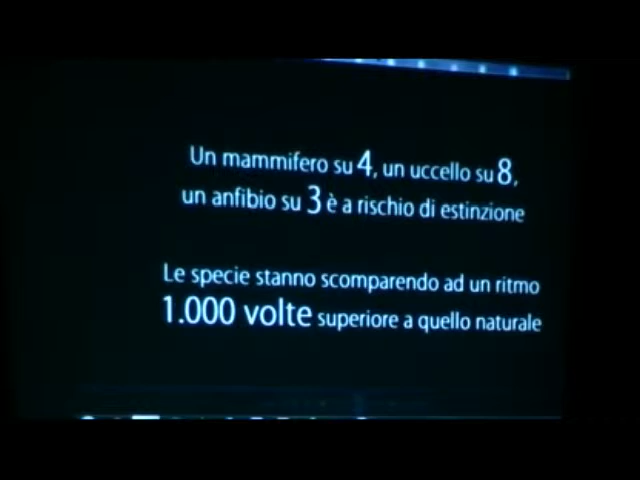 Un mammifero su 4, un uccello su 8,
un anfibio su 3 è a rischio di estinzione
Le specie stanno scomparendo ad un ritmo
1.000 volte superiore a quello naturale